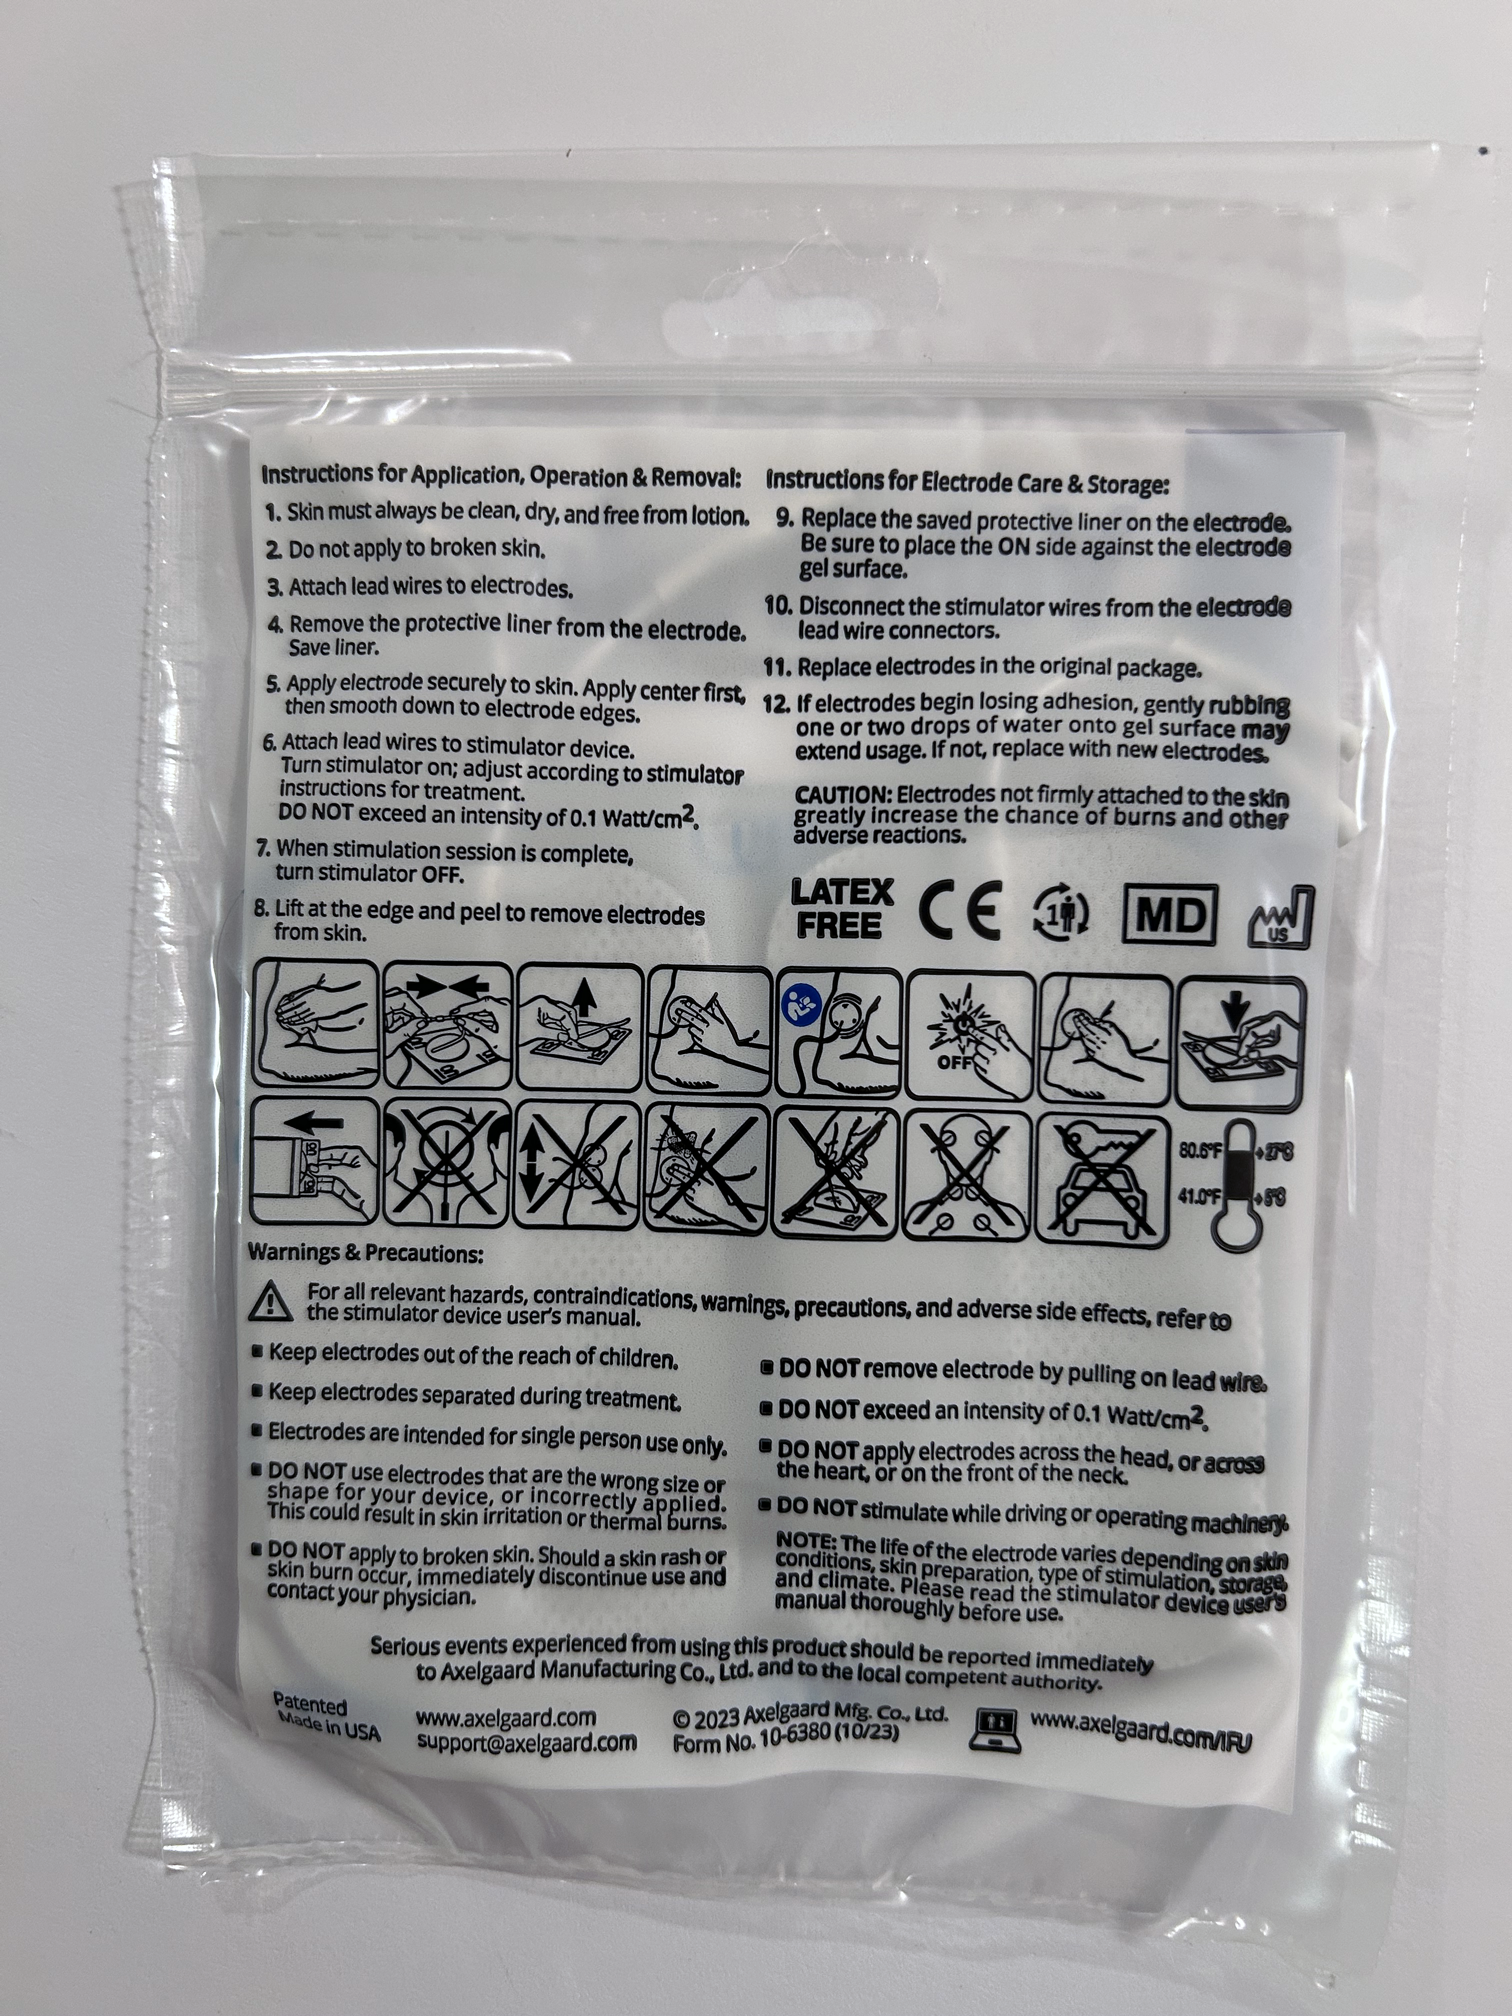 Instructions for Application, Operation & Removal:
1. Skin must always be clean, dry, and free from lotion.
2. Do not apply to broken skin.
3. Attach lead wires to electrodes.
4. Remove the protective liner from the electrode.
Save liner.
5. Apply electrode securely to skin. Apply center first,
then smooth down to electrode edges.
6. Attach lead wires to stimulator device.
Turn stimulator on; adjust according to stimulator
instructions for treatment.
DO NOT exceed an intensity of 0.1 Watt/cm².
7. When stimulation session is complete,
turn stimulator OFF.
8. Lift at the edge and peel to remove electrodes
from skin.
Instructions for Electrode Care & Storage:
9. Replace the saved protective liner on the electrode.
Be sure to place the ON side against the electrode
gel surface.
10. Disconnect the stimulator wires from the electrode
lead wire connectors.
11. Replace electrodes in the original package.
12. If electrodes begin losing adhesion, gently rubbing
one or two drops of water onto gel surface may
extend usage. If not, replace with new electrodes.
CAUTION: Electrodes not firmly attached to the skin
greatly increase the chance of burns and other
adverse reactions.
LATEX
FREE
CE
1
MD
US
OFF
80.6°F
27°C
41.0°F
5°C
Warnings & Precautions:
For all relevant hazards, contraindications, warnings, precautions, and adverse side effects, refer to
the stimulator device user's manual.
▪ Keep electrodes out of the reach of children.
▪ Keep electrodes separated during treatment.
▪ Electrodes are intended for single person use only.
▪ DO NOT use electrodes that are the wrong size or
shape for your device, or incorrectly applied.
This could result in skin irritation or thermal burns.
▪ DO NOT apply to broken skin. Should a skin rash or
skin burn occur, immediately discontinue use and
contact your physician.
▪ DO NOT remove electrode by pulling on lead wire.
▪ DO NOT exceed an intensity of 0.1 Watt/cm².
▪ DO NOT apply electrodes across the head, or across
the heart, or on the front of the neck.
▪ DO NOT stimulate while driving or operating machinery.
NOTE: The life of the electrode varies depending on skin
conditions, skin preparation, type of stimulation, storage,
and climate. Please read the stimulator device user's
manual thoroughly before use.
Serious events experienced from using this product should be reported immediately
to Axelgaard Manufacturing Co., Ltd. and to the local competent authority.
Patented
Made in USA
www.axelgaard.com
support@axelgaard.com
© 2023 Axelgaard Mfg. Co., Ltd.
Form No. 10-6380 (10/23)
www.axelgaard.com/IFU